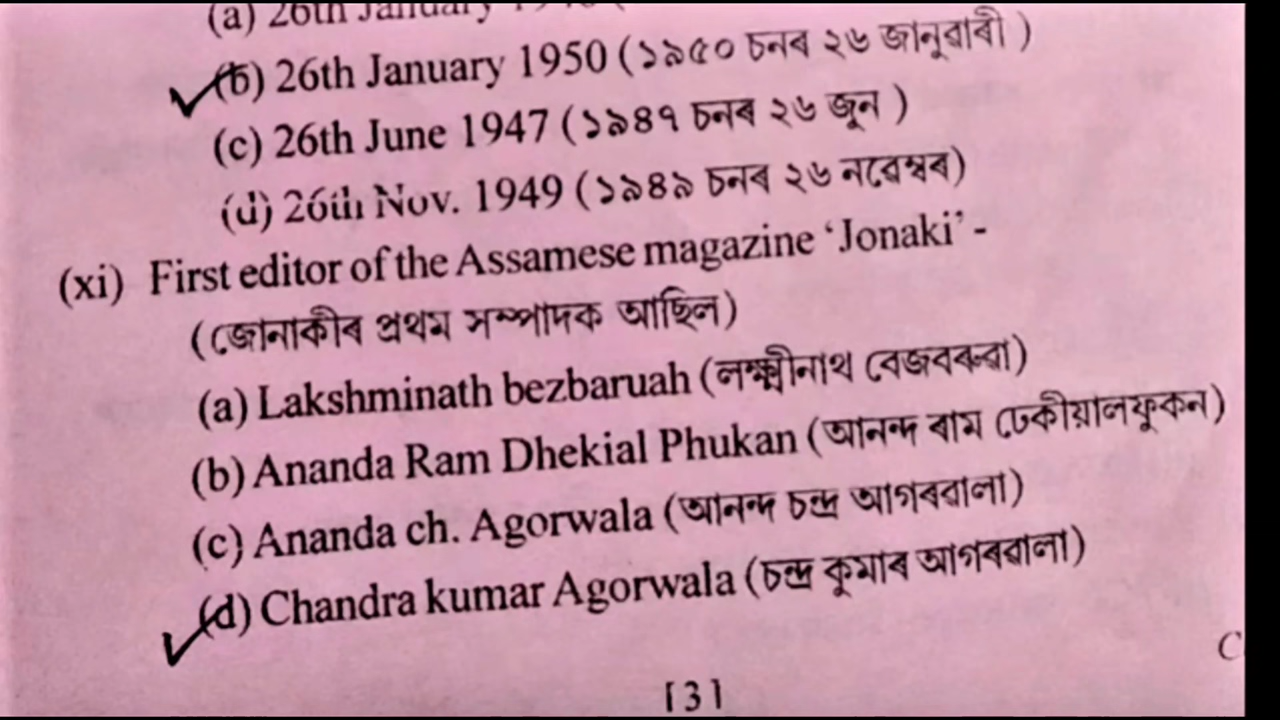 (a) 26th January
(b) 26th January 1950 (১৯৫০ চনৰ ২৬ জানুৱাৰী )
(c) 26th June 1947 (১৯৪৭ চনৰ ২৬ জুন )
(d) 26th Nov. 1949 (১৯৪৯ চনৰ ২৬ নৱেম্বৰ)
(xi) First editor of the Assamese magazine ‘Jonaki’ -
(জোনাকীৰ প্ৰথম সম্পাদক আছিল)
(a) Lakshminath bezbaruah (লক্ষ্মীনাথ বেজবৰুৱা)
(b) Ananda Ram Dhekial Phukan (আনন্দ ৰাম ঢেকীয়ালফুকন)
(c) Ananda ch. Agorwala (আনন্দ চন্দ্ৰ আগৰৱালা)
(d) Chandra kumar Agorwala (চন্দ্ৰ কুমাৰ আগৰৱালা)
[3]